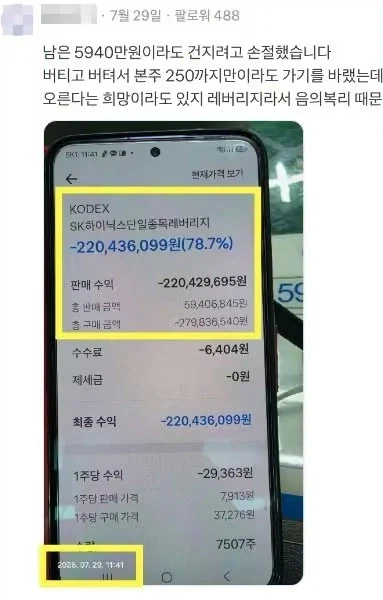 · 7월 29일 · 팔로워 488
남은 5940만원이라도 건지려고 손절했습니다
버티고 버텨서 본주 250까지만이라도 가기를 바랬는데
오른다는 희망이라도 있지 레버리지라서 음의복리 때문
SKT 11:41
현재가격 보기
KODEX
SK하이닉스단일종목레버리지
-220,436,099원(78.7%)
판매 수익 -220,429,695원
총 판매 금액 59,406,845원
총 구매 금액 -279,836,540원
수수료 -6,404원
제세금 -0원
최종 수익 -220,436,099원
1주당 수익 -29,363원
1주당 판매 가격 7,913원
1주당 구매 가격 37,276원
7507주
2026. 07. 29. 11:41
59